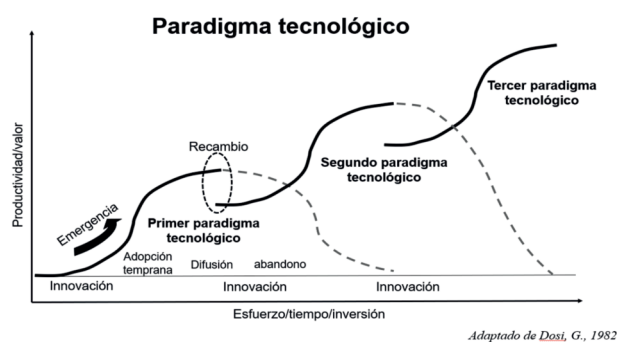 Paradigma tecnológico
Productividad/valor
Tercer paradigma
tecnológico
Recambio
Segundo paradigma
tecnológico
Emergencia
Primer paradigma
tecnológico
Adopción
temprana
Difusión
abandono
Innovación
Innovación
Innovación
Esfuerzo/tiempo/inversión
Adaptado de Dosi, G., 1982